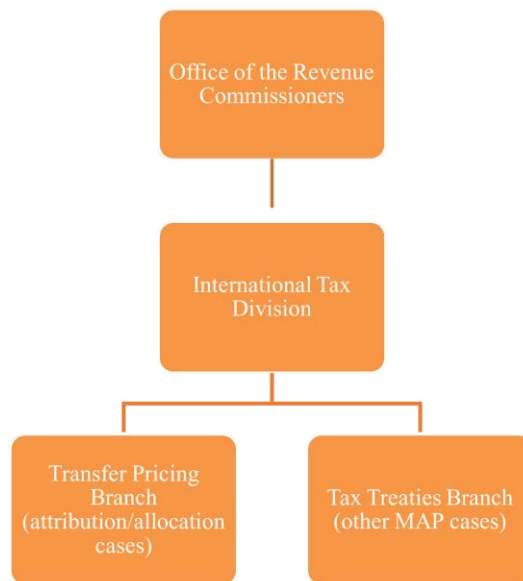 Office of the Revenue
Commissioners
International Tax
Division
Transfer Pricing
Branch
(attribution/allocation
cases)
Tax Treaties Branch
(other MAP cases)